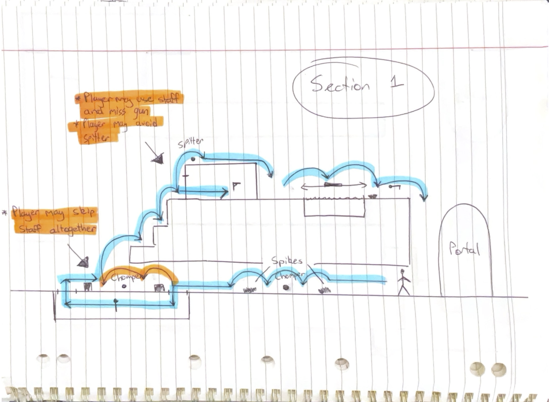 Section 1
* Player may use staff
and miss gun
* Player may avoid
spitter
Spitter
* Player may skip
Staff altogether
Chomper
Spikes
Chomper
Portal